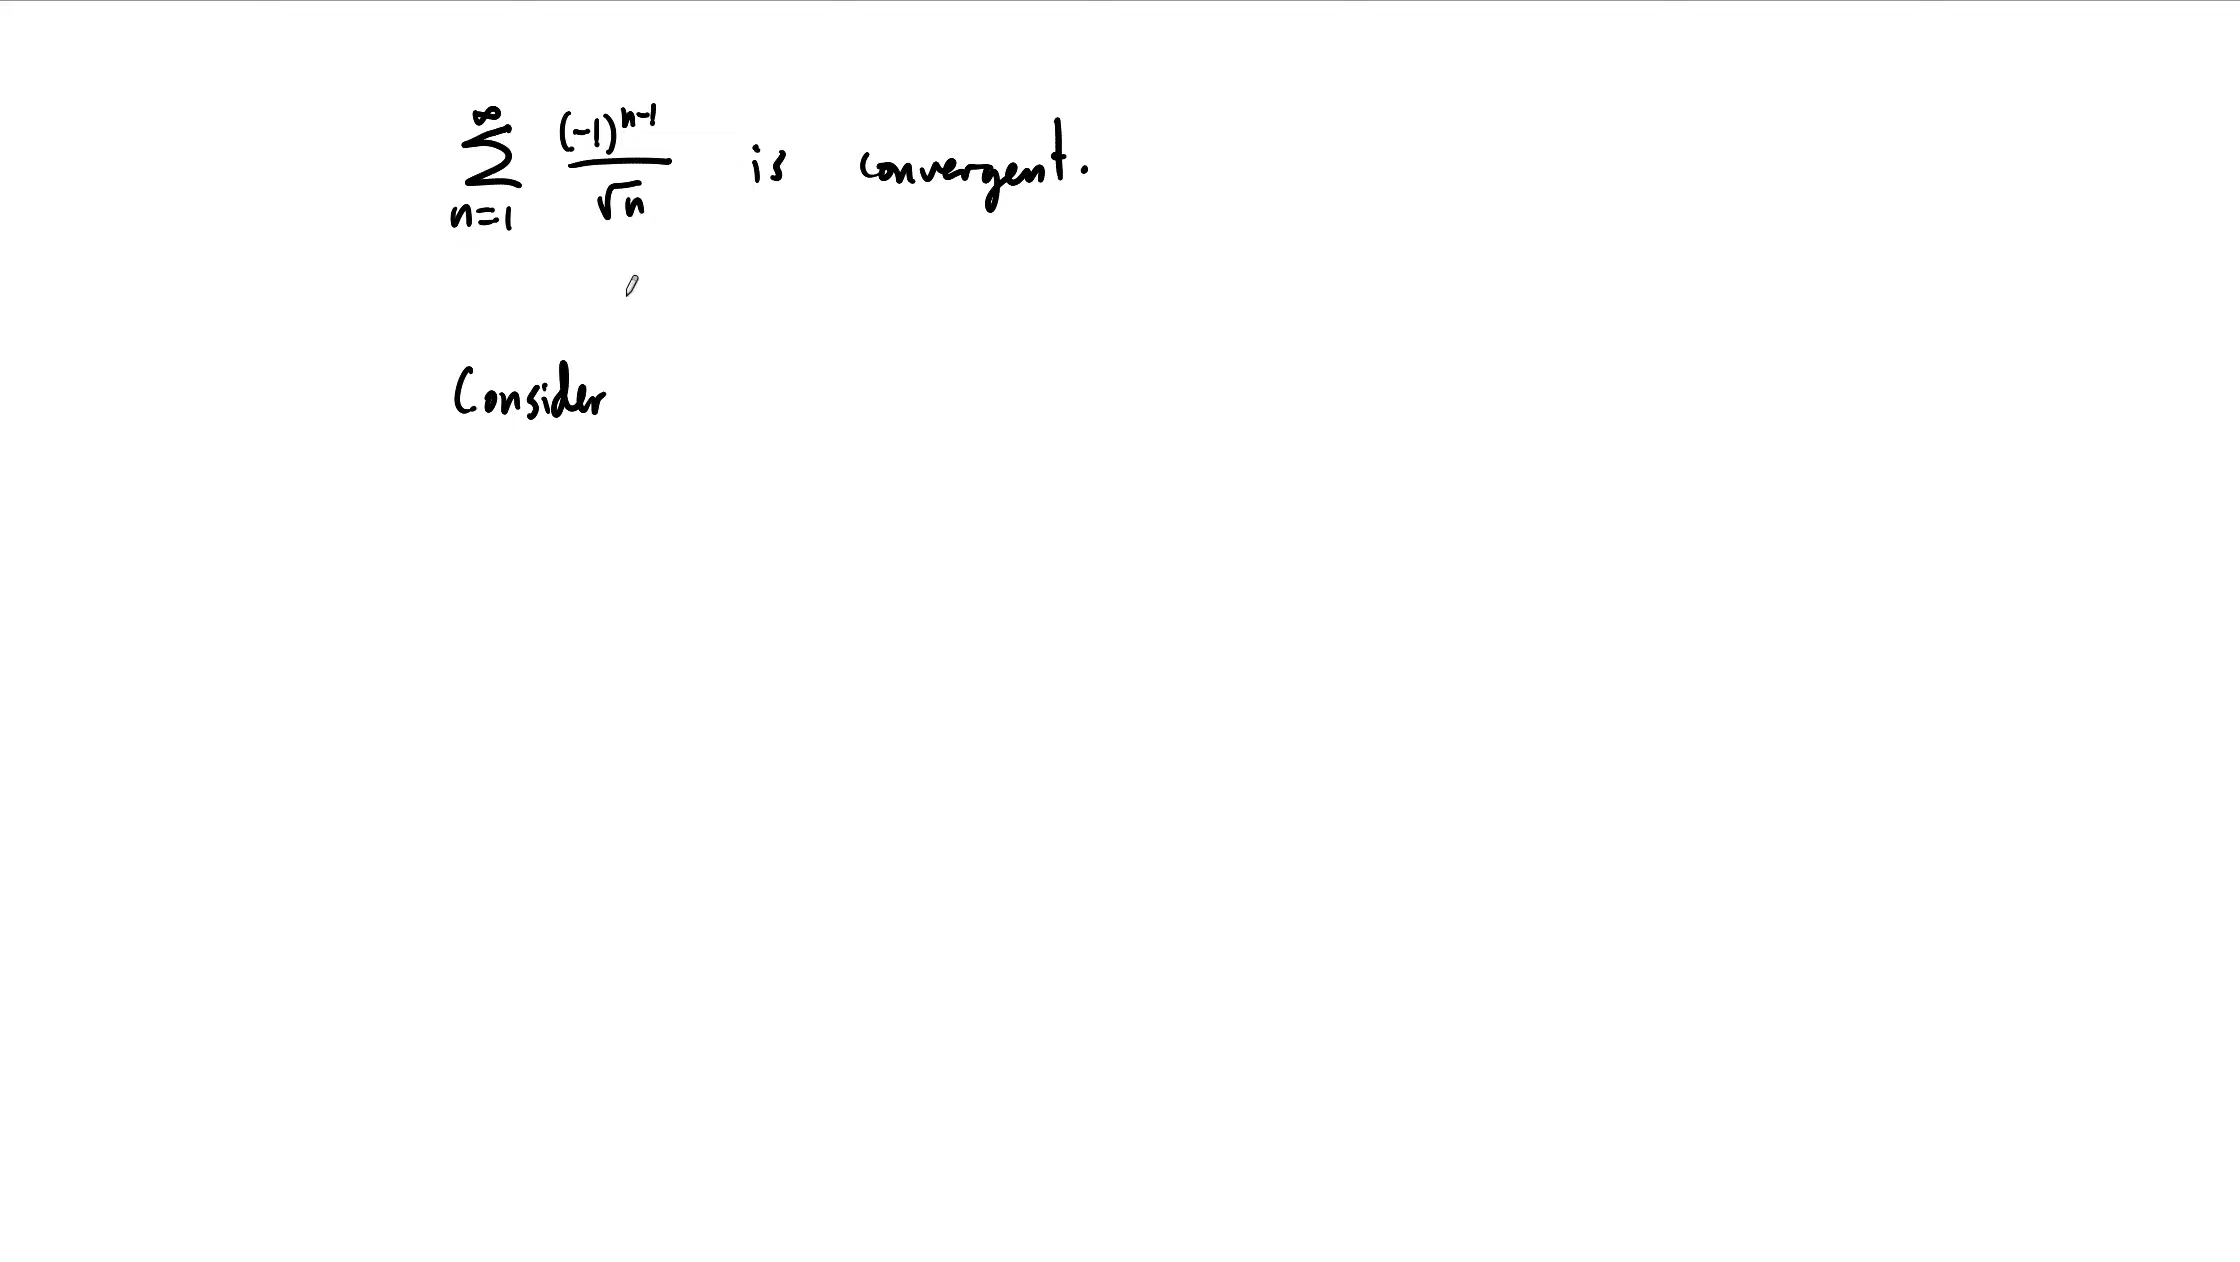 ∑_{n=1}^{∞} (-1)^{n-1}/√n is convergent.
Consider